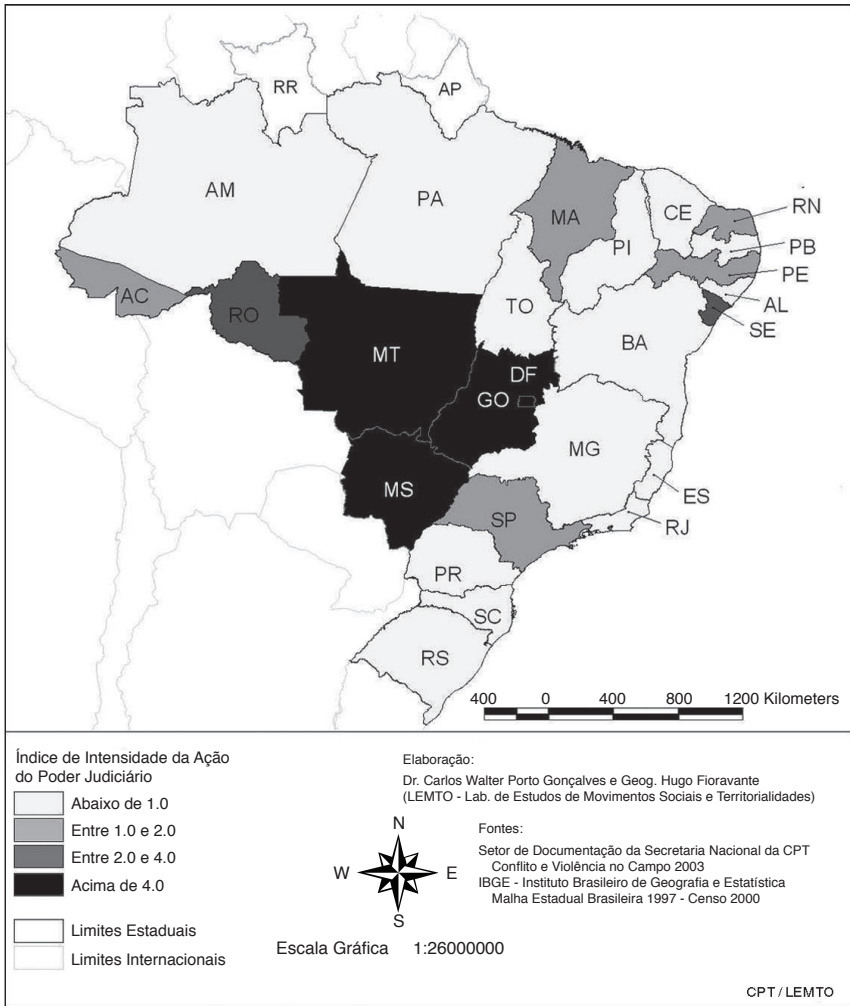 RR
AP
AM
PA
MA
CE
RN
PI
PB
PE
AC
RO
TO
AL
SE
BA
MT
DF
GO
MG
MS
ES
SP
RJ
PR
SC
RS
400 0 400 800 1200 Kilometers
Índice de Intensidade da Ação
do Poder Judiciário
Abaixo de 1.0
Entre 1.0 e 2.0
Entre 2.0 e 4.0
Acima de 4.0
Limites Estaduais
Limites Internacionais
Elaboração:
Dr. Carlos Walter Porto Gonçalves e Geog. Hugo Fioravante
(LEMTO - Lab. de Estudos de Movimentos Sociais e Territorialidades)
N
W E
S
Fontes:
Setor de Documentação da Secretaria Nacional da CPT
Conflito e Violência no Campo 2003
IBGE - Instituto Brasileiro de Geografia e Estatística
Malha Estadual Brasileira 1997 - Censo 2000
Escala Gráfica 1:26000000
CPT / LEMTO